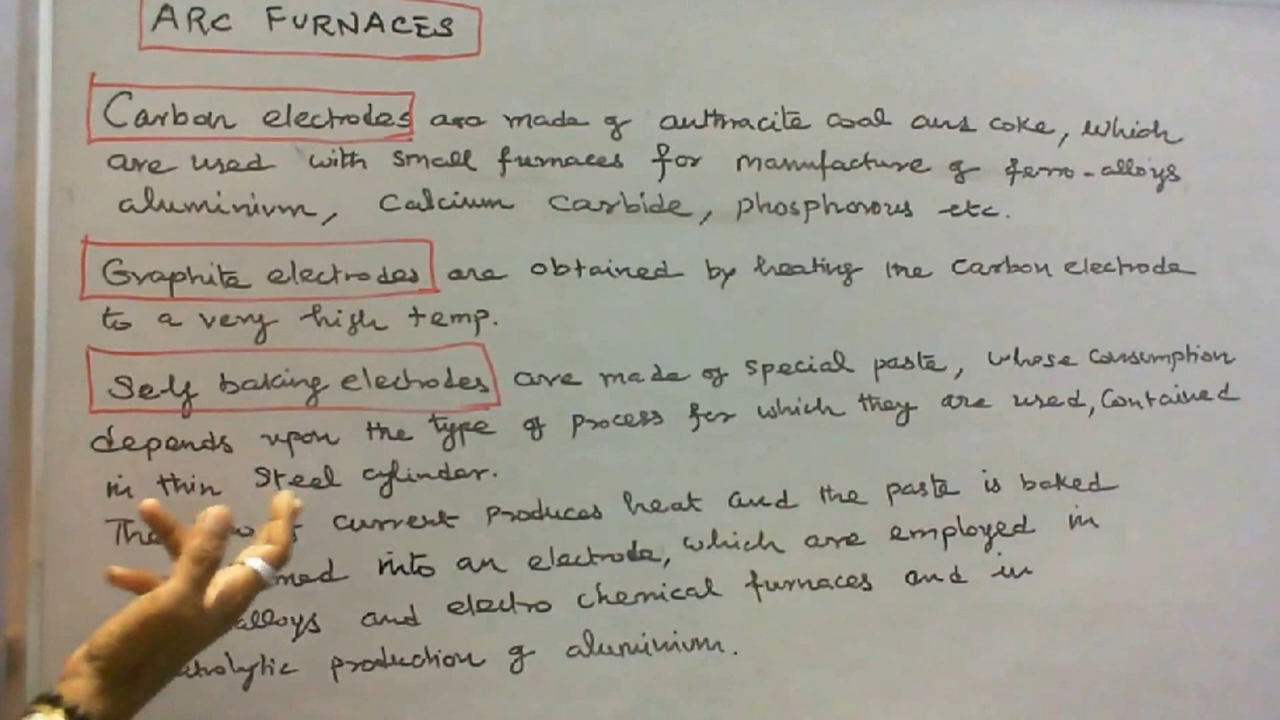 ARC FURNACES
Carbon electrodes are made of anthracite coal and coke, which
are used with small furnaces for manufacture of ferro-alloys
aluminium, calcium carbide, phosphorous etc.
Graphite electrodes are obtained by heating the carbon electrode
to a very high temp.
Self baking electrodes are made of special paste, whose consumption
depends upon the type of process for which they are used, contained
in thin steel cylinder.
The current produces heat and the paste is baked
into an electrode, which are employed in
alloys and electro chemical furnaces and in
production of aluminium.